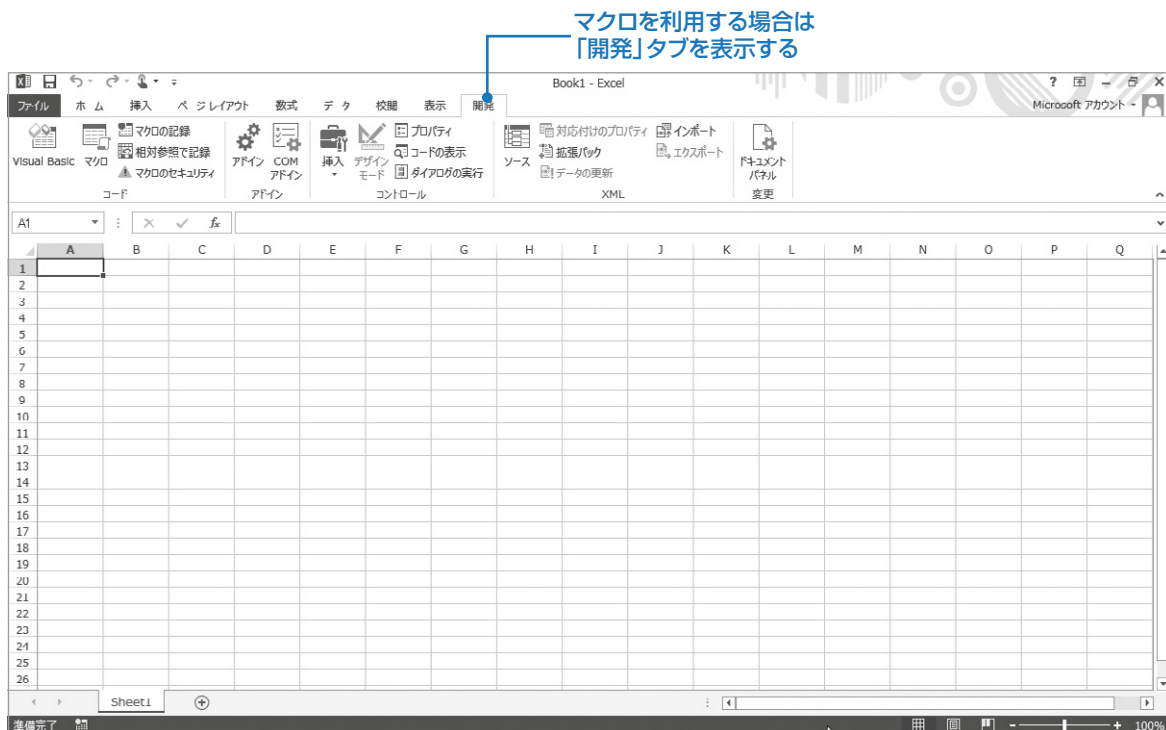 マクロを利用する場合は
「開発」タブを表示する
Book1 - Excel
?
ファイル ホーム 挿入 ページレイアウト 数式 データ 校閲 表示 開発
Microsoft アカウント
Visual Basic
マクロ
マクロの記録
相対参照で記録
マクロのセキュリティ
コード
アドイン
COM
アドイン
アドイン
挿入
デザイン
モード
プロパティ
コードの表示
ダイアログの実行
コントロール
ソース
対応付けのプロパティ
拡張パック
データの更新
インポート
エクスポート
XML
ドキュメント
パネル
変更
A1
fx
A B C D E F G H I J K L M N O P Q
1
2
3
4
5
6
7
8
9
10
11
12
13
14
15
16
17
18
19
20
21
22
23
24
25
26
Sheet1
準備完了
100%